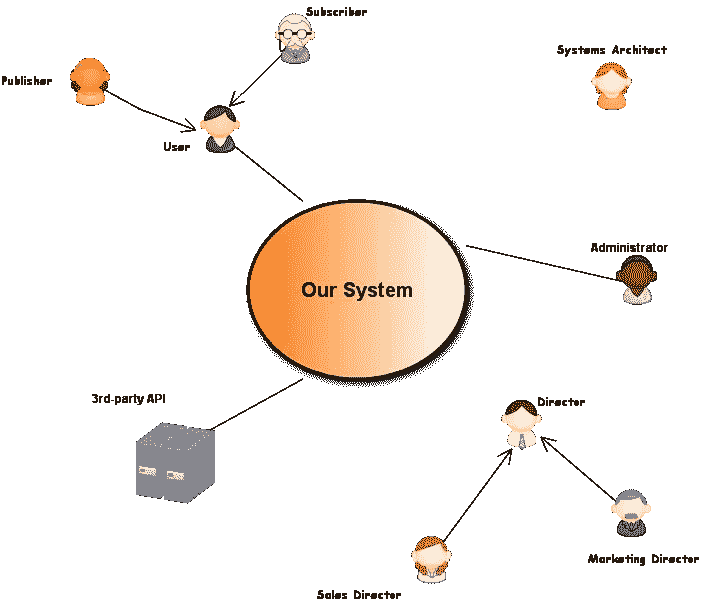 Subscriber
Systems Architect
Publisher
User
Administrator
Our System
3rd-party API
Director
Marketing Director
Sales Director